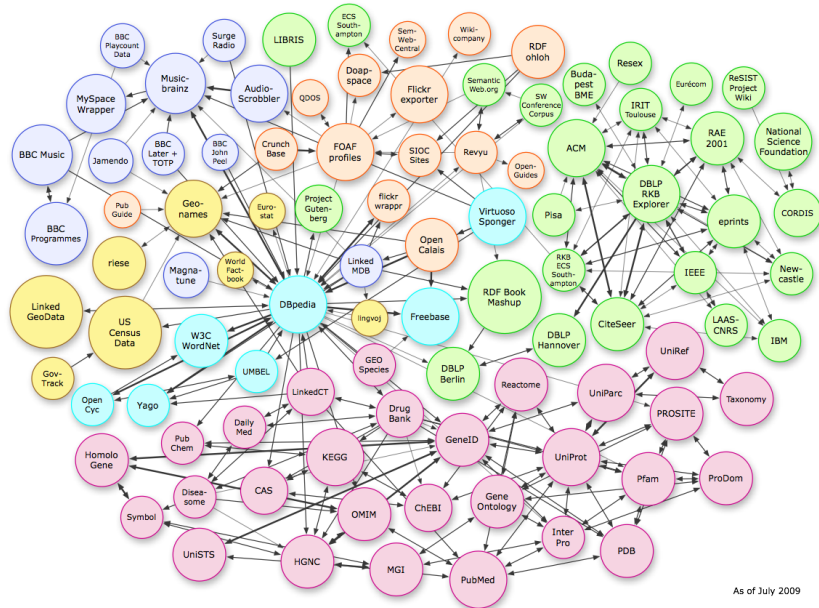 BBC
Playcount
Data
Surge
Radio
LIBRIS
ECS
South-
ampton
Sem-
Web-
Central
Wiki-
company
RDF
ohloh
Music-
brainz
Doap-
space
Flickr
exporter
Semantic
Web.org
Buda-
pest
BME
Resex
Eurécom
ReSIST
Project
Wiki
MySpace
Wrapper
Audio-
Scrobbler
QDOS
SW
Conference
Corpus
IRIT
Toulouse
RAE
2001
National
Science
Foundation
BBC Music
Jamendo
BBC
Later +
TOTP
BBC
John
Peel
Crunch
Base
FOAF
profiles
SIOC
Sites
Revyu
Open-
Guides
ACM
DBLP
RKB
Explorer
Pub
Guide
Geo-
names
Euro-
stat
Project
Guten-
berg
flickr
wrappr
Virtuoso
Sponger
Pisa
eprints
CORDIS
BBC
Programmes
riese
Magna-
tune
World
Fact-
book
Linked
MDB
Open
Calais
RKB
ECS
South-
ampton
IEEE
New-
castle
Linked
GeoData
US
Census
Data
DBpedia
lingvoj
Freebase
RDF Book
Mashup
CiteSeer
LAAS-
CNRS
IBM
W3C
WordNet
DBLP
Hannover
Gov-
Track
Open
Cyc
Yago
UMBEL
GEO
Species
DBLP
Berlin
UniRef
LinkedCT
Reactome
UniParc
Taxonomy
Daily
Med
Drug
Bank
PROSITE
Homolo
Gene
Pub
Chem
KEGG
GeneID
UniProt
Pfam
ProDom
Disea-
some
CAS
ChEBI
Gene
Ontology
Symbol
OMIM
Inter
Pro
PDB
UniSTS
HGNC
MGI
PubMed
As of July 2009